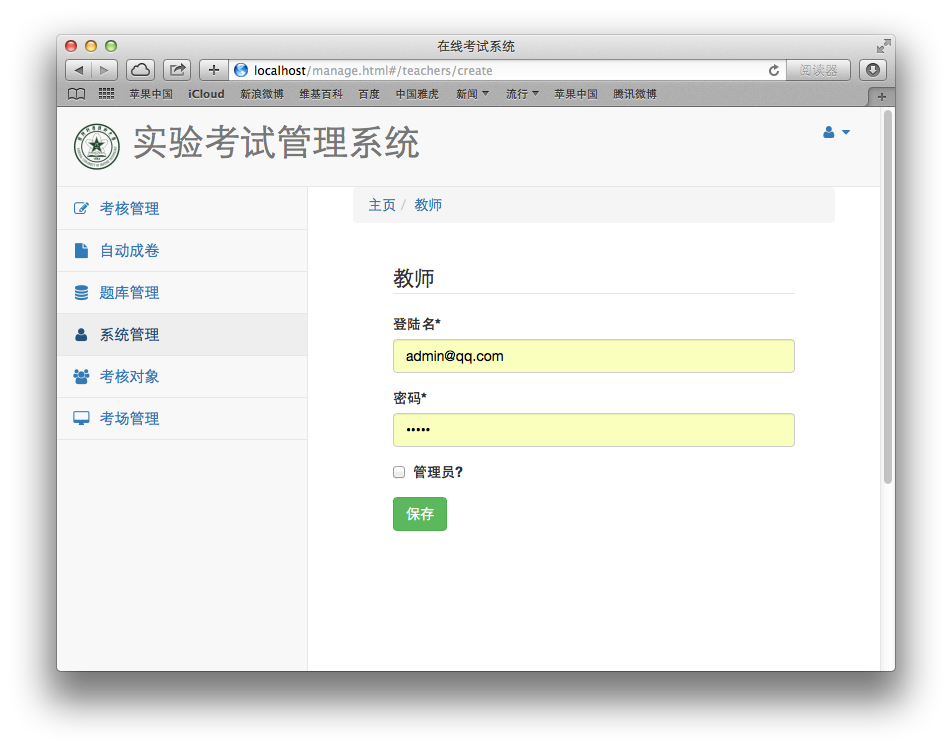 在线考试系统
localhost/manage.html#/teachers/create
阅读器
苹果中国 iCloud 新浪微博 维基百科 百度 中国雅虎 新闻 流行 苹果中国 腾讯微博
实验考试管理系统
考核管理
自动成卷
题库管理
系统管理
考核对象
考场管理
主页 / 教师
教师
登陆名*
admin@qq.com
密码*
•••••
管理员?
保存